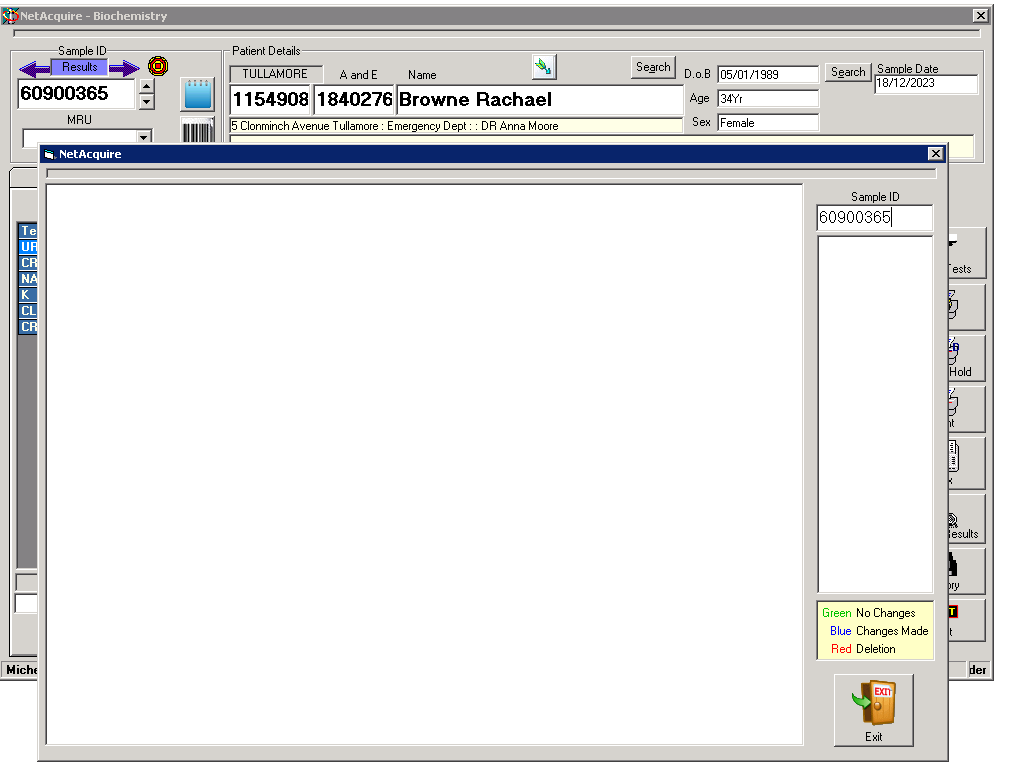 NetAcquire - Biochemistry
Sample ID
Results
60900365
MRU
Patient Details
TULLAMORE A and E Name Search
1154908 1840276 Browne Rachael
5 Clonminch Avenue Tullamore : Emergency Dept : : DR Anna Moore
D.o.B 05/01/1989 Search
Age 34Yr
Sex Female
Sample Date
18/12/2023
NetAcquire
Sample ID
60900365
Green No Changes
Blue Changes Made
Red Deletion
EXIT
Exit
Te
UR
CR
NA
K
CL
CR
ests
Hold
esults
ory
Miche
der